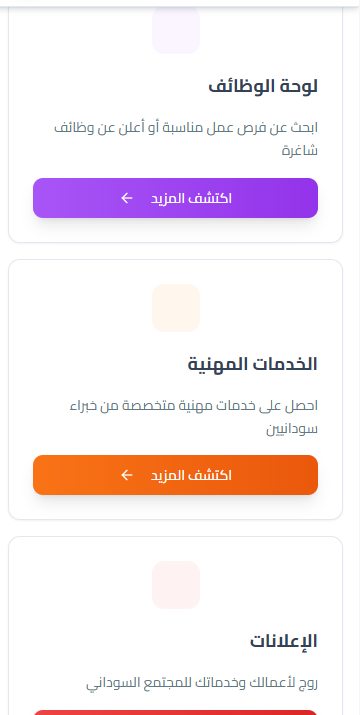 لوحة الوظائف
ابحث عن فرص عمل مناسبة أو أعلن عن وظائف
شاغرة
اكتشف المزيد
الخدمات المهنية
احصل على خدمات مهنية متخصصة من خبراء
سودانيين
اكتشف المزيد
الإعلانات
روج لأعمالك وخدماتك للمجتمع السوداني